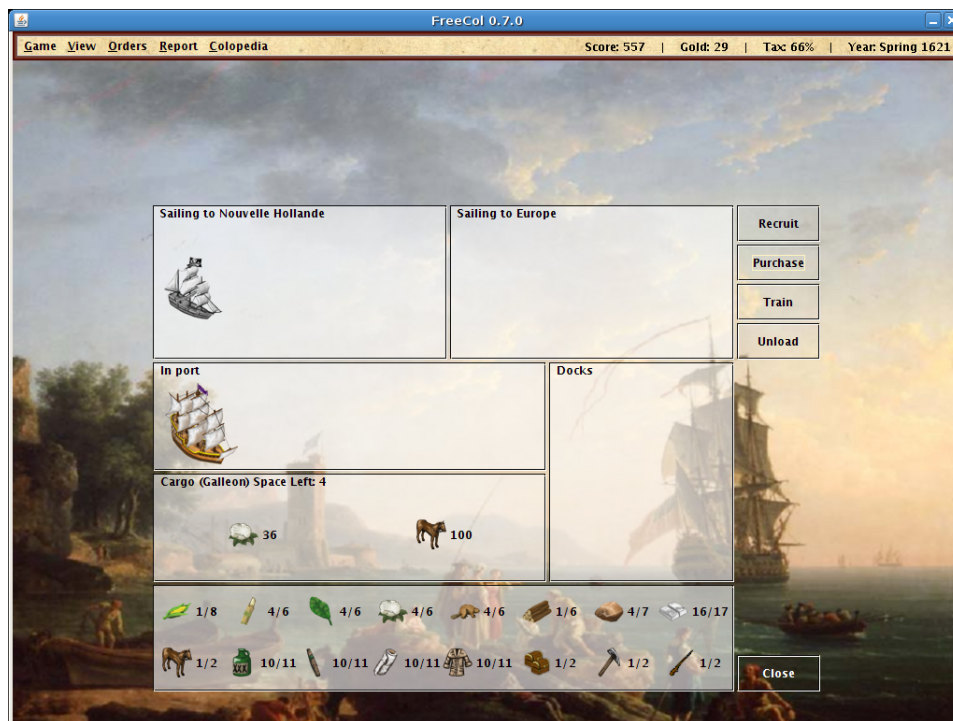 FreeCol 0.7.0
Game View Orders Report Colopedia Score: 557 | Gold: 29 | Tax: 66% | Year: Spring 1621
Sailing to Nouvelle Hollande
Sailing to Europe
Recruit
Purchase
Train
Unload
In port
Docks
Cargo (Galleon) Space Left: 4
36 100
1/8 4/6 4/6 4/6 4/6 1/6 4/7 16/17
1/2 10/11 10/11 10/11 10/11 1/2 1/2 1/2
Close